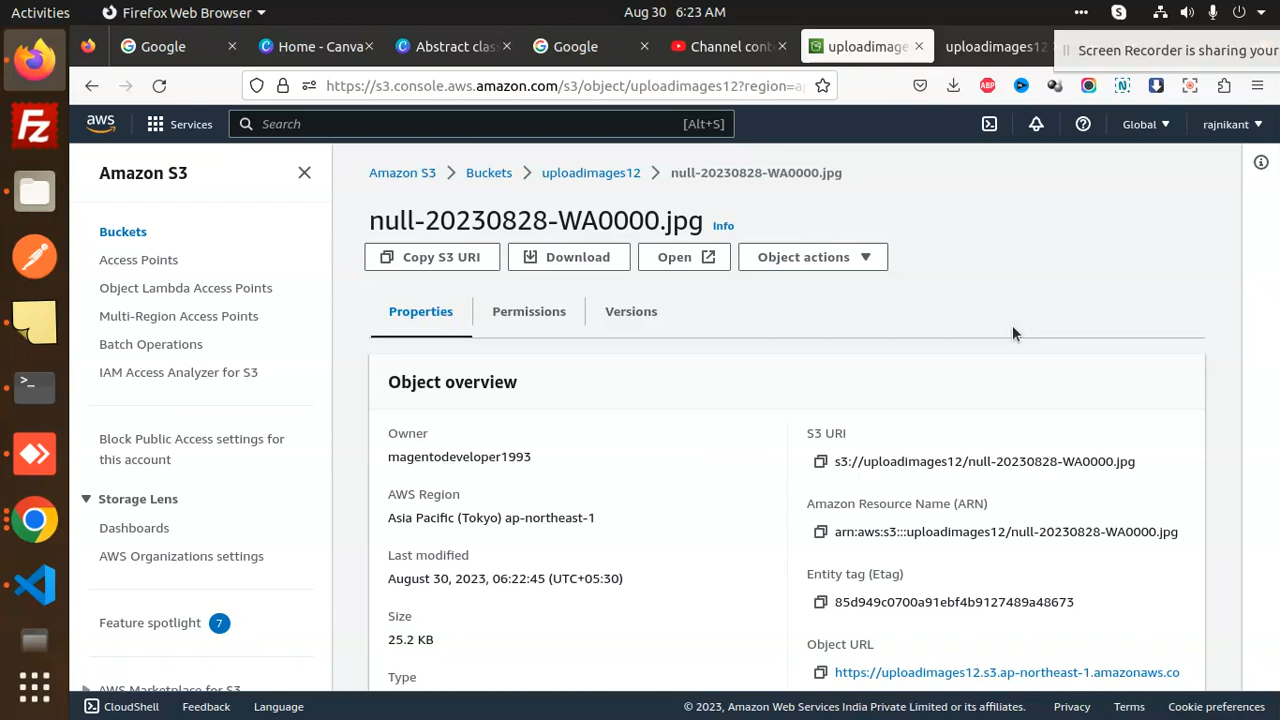 Activities Firefox Web Browser Aug 30 6:23 AM
Google Home - Canva Abstract clas Google Channel con uploadimage uploadimages12 Screen Recorder is sharing your
https://s3.console.aws.amazon.com/s3/object/uploadimages12?region=a
aws Services Search [Alt+S] Global rajnikant
Amazon S3
Buckets
Access Points
Object Lambda Access Points
Multi-Region Access Points
Batch Operations
IAM Access Analyzer for S3
Block Public Access settings for
this account
Storage Lens
Dashboards
AWS Organizations settings
Feature spotlight 7
AWS Marketplace for S3
Amazon S3 Buckets uploadimages12 null-20230828-WA0000.jpg
null-20230828-WA0000.jpg Info
Copy S3 URI Download Open Object actions
Properties Permissions Versions
Object overview
Owner
magentodeveloper1993
AWS Region
Asia Pacific (Tokyo) ap-northeast-1
Last modified
August 30, 2023, 06:22:45 (UTC+05:30)
Size
25.2 KB
Type
S3 URI
s3://uploadimages12/null-20230828-WA0000.jpg
Amazon Resource Name (ARN)
arn:aws:s3:::uploadimages12/null-20230828-WA0000.jpg
Entity tag (Etag)
85d949c0700a91ebf4b9127489a48673
Object URL
https://uploadimages12.s3.ap-northeast-1.amazonaws.co
CloudShell Feedback Language © 2023, Amazon Web Services India Private Limited or its affiliates. Privacy Terms Cookie preferences